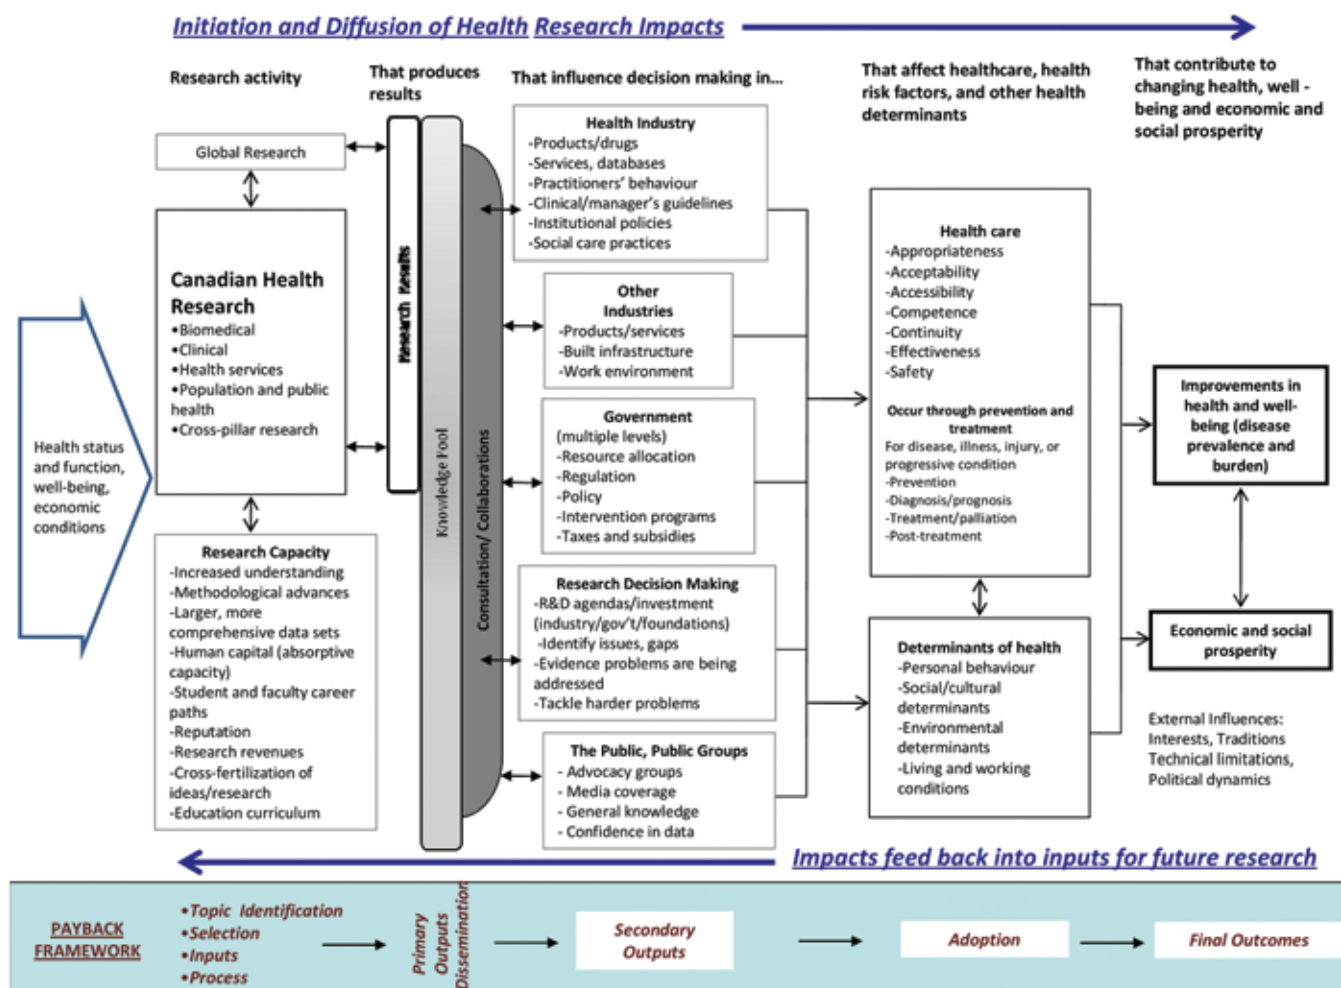 Initiation and Diffusion of Health Research Impacts
Research activity
That produces
results
That influence decision making in...
That affect healthcare, health
risk factors, and other health
determinants
That contribute to
changing health, well -
being and economic and
social prosperity
Global Research
Canadian Health
Research
•Biomedical
•Clinical
•Health services
•Population and public
health
•Cross-pillar research
Health status
and function,
well-being,
economic
conditions
Research Capacity
-Increased understanding
-Methodological advances
-Larger, more
comprehensive data sets
-Human capital (absorptive
capacity)
-Student and faculty career
paths
-Reputation
-Research revenues
-Cross-fertilization of
ideas/research
-Education curriculum
Research Results
Knowledge Pool
Consultation/ Collaborations
Health Industry
-Products/drugs
-Services, databases
-Practitioners' behaviour
-Clinical/manager's guidelines
-Institutional policies
-Social care practices
Other
Industries
-Products/services
-Built infrastructure
-Work environment
Government
(multiple levels)
-Resource allocation
-Regulation
-Policy
-Intervention programs
-Taxes and subsidies
Research Decision Making
-R&D agendas/investment
(industry/gov't/foundations)
-Identify issues, gaps
-Evidence problems are being
addressed
-Tackle harder problems
The Public, Public Groups
- Advocacy groups
- Media coverage
- General knowledge
- Confidence in data
Health care
-Appropriateness
-Acceptability
-Accessibility
-Competence
-Continuity
-Effectiveness
-Safety
Occur through prevention and
treatment
For disease, illness, injury, or
progressive condition
-Prevention
-Diagnosis/prognosis
-Treatment/palliation
-Post-treatment
Determinants of health
-Personal behaviour
-Social/cultural
determinants
-Environmental
determinants
-Living and working
conditions
Improvements in
health and well-
being (disease
prevalence and
burden)
Economic and social
prosperity
External Influences:
Interests, Traditions
Technical limitations,
Political dynamics
Impacts feed back into inputs for future research
PAYBACK
FRAMEWORK
•Topic Identification
•Selection
•Inputs
•Process
Primary
Outputs
Dissemination
Secondary
Outputs
Adoption
Final Outcomes